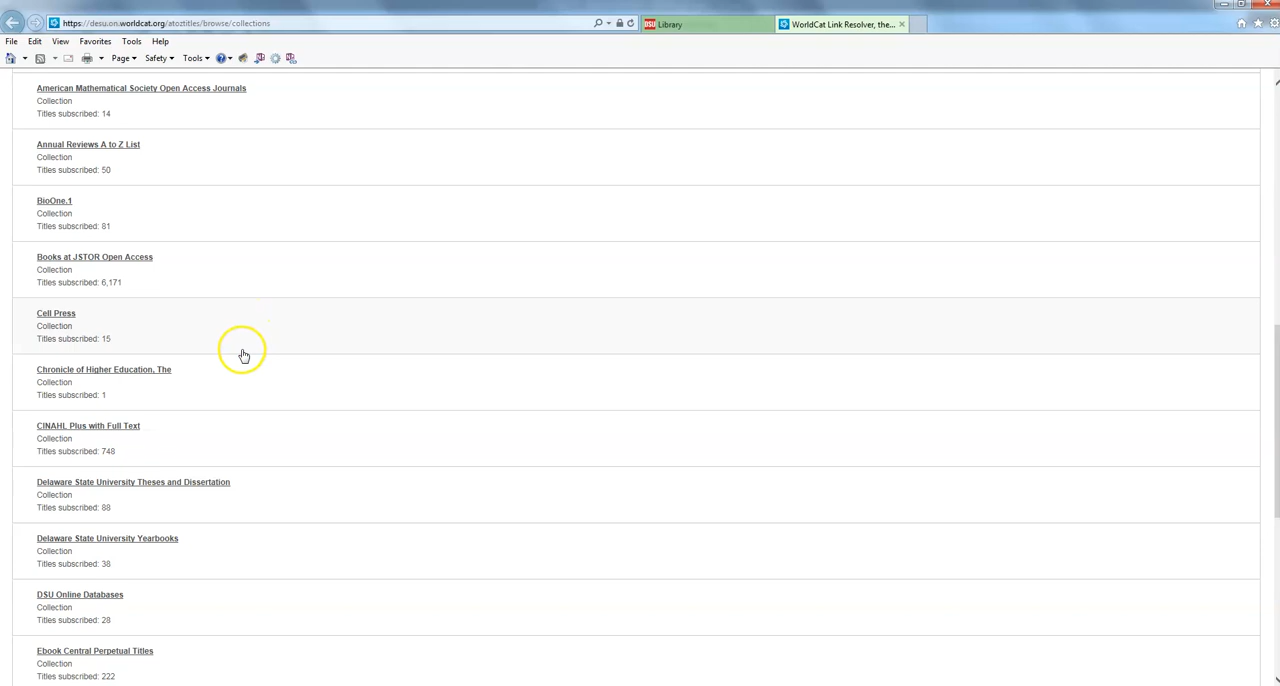 https://desu.on.worldcat.org/atoztitles/browse/collections
DSU Library
WorldCat Link Resolver, the...
File Edit View Favorites Tools Help
Page Safety Tools
American Mathematical Society Open Access Journals
Collection
Titles subscribed: 14
Annual Reviews A to Z List
Collection
Titles subscribed: 50
BioOne.1
Collection
Titles subscribed: 81
Books at JSTOR Open Access
Collection
Titles subscribed: 6,171
Cell Press
Collection
Titles subscribed: 15
Chronicle of Higher Education, The
Collection
Titles subscribed: 1
CINAHL Plus with Full Text
Collection
Titles subscribed: 748
Delaware State University Theses and Dissertation
Collection
Titles subscribed: 88
Delaware State University Yearbooks
Collection
Titles subscribed: 38
DSU Online Databases
Collection
Titles subscribed: 28
Ebook Central Perpetual Titles
Collection
Titles subscribed: 222